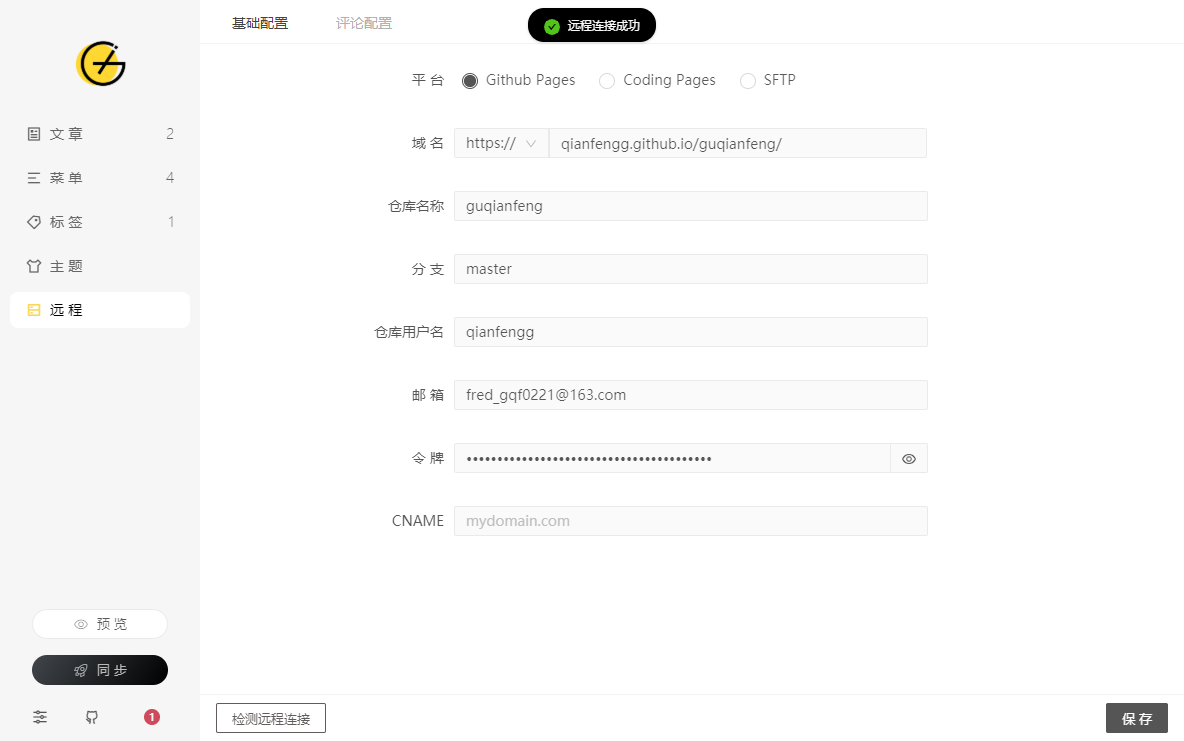 基础配置
评论配置
远程连接成功
文章 2
菜单 4
标签 1
主题
远程
平台
Github Pages
Coding Pages
SFTP
域名
https://
qianfengg.github.io/guqianfeng/
仓库名称
guqianfeng
分支
master
仓库用户名
qianfengg
邮箱
fred_gqf0221@163.com
令牌
••••••••••••••••••••••••••••••••••••••••
CNAME
mydomain.com
预览
同步
1
检测远程连接
保存